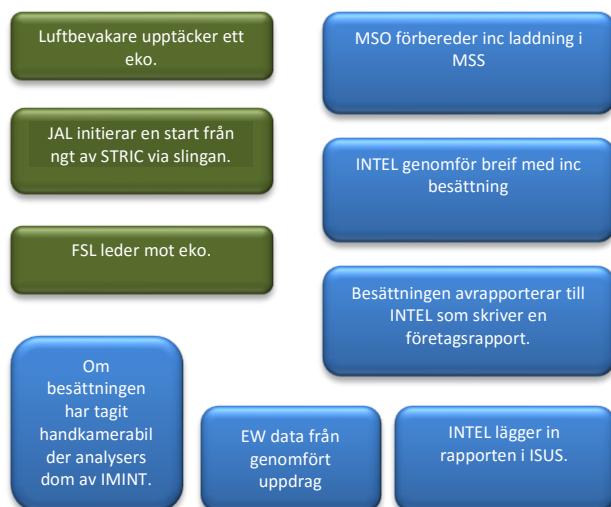 Luftbevakare upptäcker ett
eko.
JAL initierar en start från
ngt av STRIC via slingan.
FSL leder mot eko.
MSO förbereder inc laddning i
MSS
INTEL genomför breif med inc
besättning
Besättningen avrapporterar till
INTEL som skriver en
företagsrapport.
Om
besättningen
har tagit
handkamerabil
der analysers
dom av IMINT.
EW data från
genomfört
uppdrag
INTEL lägger in
rapporten i ISUS.